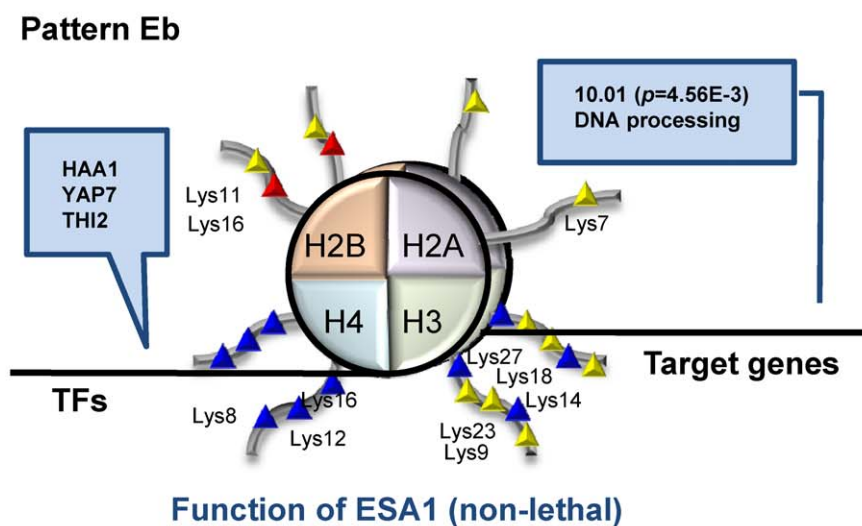 Pattern Eb
10.01 (p=4.56E-3)
DNA processing
HAA1
YAP7
THI2
Lys11
Lys16
Lys7
H2B
H2A
H4
H3
Lys27
Lys18
Lys14
Lys23
Lys9
Lys16
Lys8
Lys12
TFs
Target genes
Function of ESA1 (non-lethal)